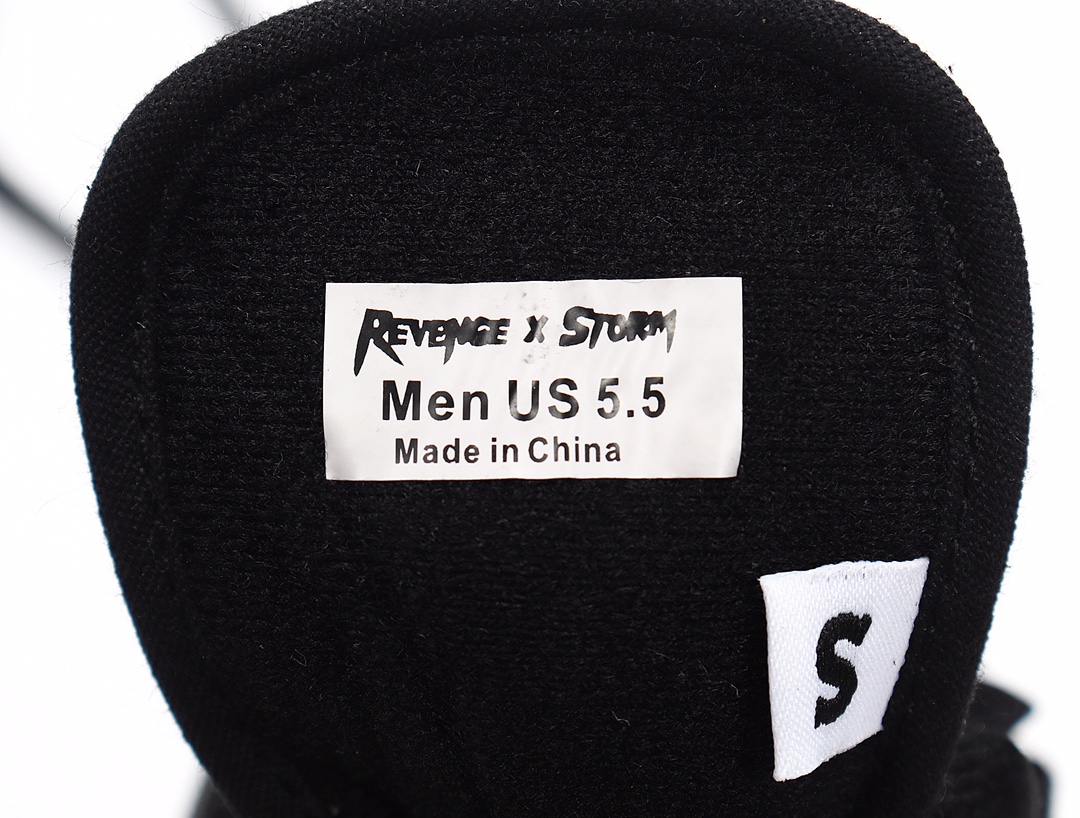 REVENGE X STORM
Men US 5.5
Made in China
S